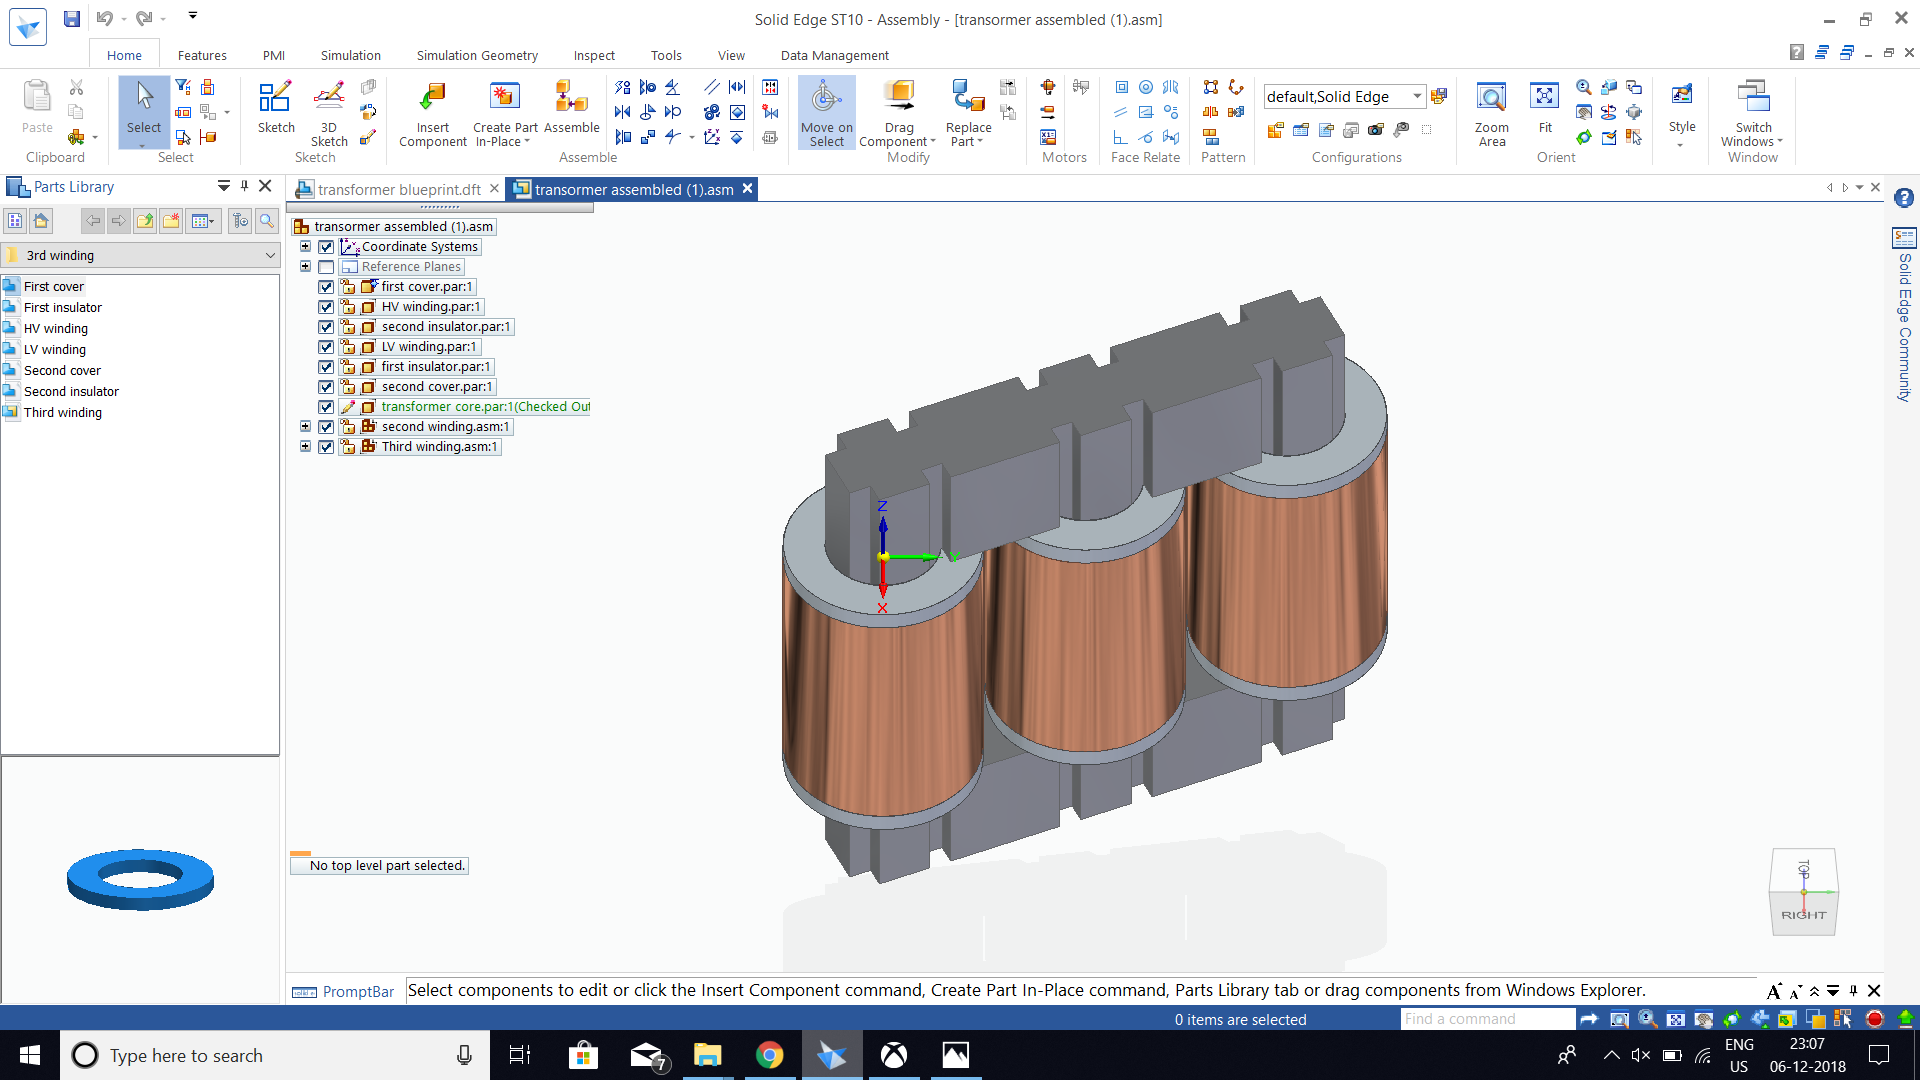 Solid Edge ST10 - Assembly - [transormer assembled (1).asm]
Home Features PMI Simulation Simulation Geometry Inspect Tools View Data Management
Paste
Clipboard
Select
Select
Sketch
3D Sketch
Sketch
Insert Component
Create Part In-Place
Assemble
Assemble
Move on Select
Drag Component
Replace Part
Modify
Motors
Face Relate
Pattern
default,Solid Edge
Configurations
Zoom Area
Fit
Orient
Style
Switch Windows
Window
Parts Library
transformer blueprint.dft
transormer assembled (1).asm
3rd winding
First cover
First insulator
HV winding
LV winding
Second cover
Second insulator
Third winding
transormer assembled (1).asm
Coordinate Systems
Reference Planes
first cover.par:1
HV winding.par:1
second insulator.par:1
LV winding.par:1
first insulator.par:1
second cover.par:1
transformer core.par:1(Checked Out
second winding.asm:1
Third winding.asm:1
Z
Y
X
No top level part selected.
TOP
RIGHT
Solid Edge Community
PromptBar
Select components to edit or click the Insert Component command, Create Part In-Place command, Parts Library tab or drag components from Windows Explorer.
0 items are selected
Find a command
Type here to search
7
ENG
US
23:07
06-12-2018